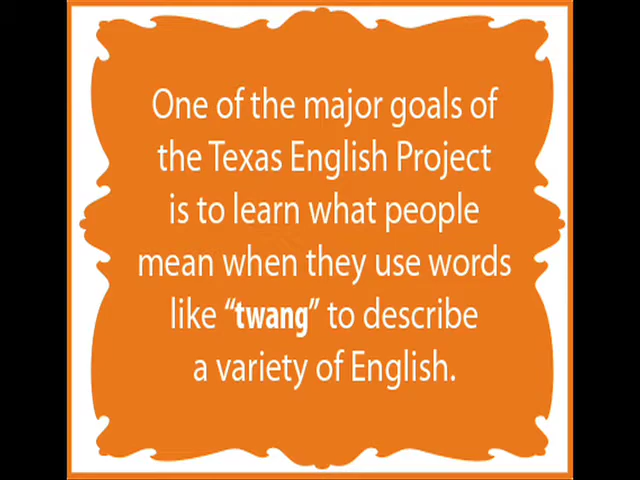 One of the major goals of
the Texas English Project
is to learn what people
mean when they use words
like “twang” to describe
a variety of English.